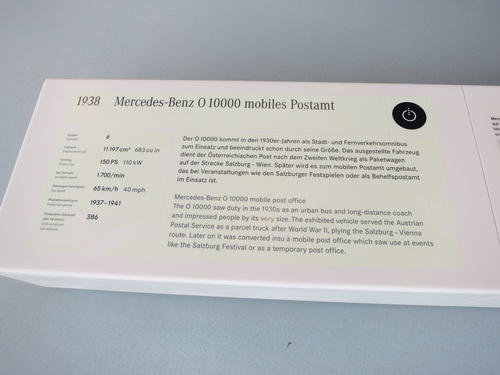 1938 Mercedes-Benz O 10000 mobiles Postamt
6
11 197 cm³ 683 cu in
150 PS 110 kW
1 700/min
65 km/h 40 mph
1937–1941
386
Der O 10000 kommt in den 1930er-Jahren als Stadt- und Fernverkehrsomnibus
zum Einsatz und beeindruckt schon durch seine Größe. Das ausgestellte Fahrzeug
dient der Österreichischen Post nach dem Zweiten Weltkrieg als Paketwagen
auf der Strecke Salzburg – Wien. Später wird es zum mobilen Postamt umgebaut,
das bei Veranstaltungen wie den Salzburger Festspielen oder als Behelfspostamt
im Einsatz ist.
Mercedes-Benz O 10000 mobile post office
The O 10000 saw duty in the 1930s as an urban bus and long-distance coach
and impressed people by its very size. The exhibited vehicle served the Austrian
Postal Service as a parcel truck after World War II, plying the Salzburg – Vienna
route. Later on it was converted into a mobile post office which saw use at events
like the Salzburg Festival or as a temporary post office.